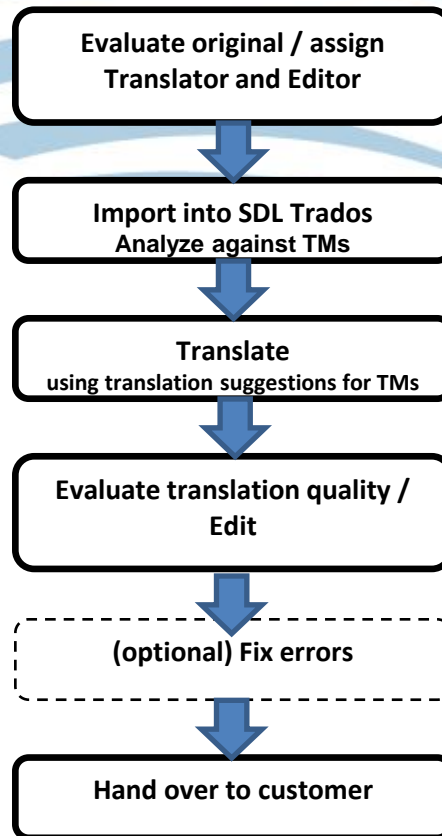 Evaluate original / assign
Translator and Editor
Import into SDL Trados
Analyze against TMs
Translate
using translation suggestions for TMs
Evaluate translation quality /
Edit
(optional) Fix errors
Hand over to customer